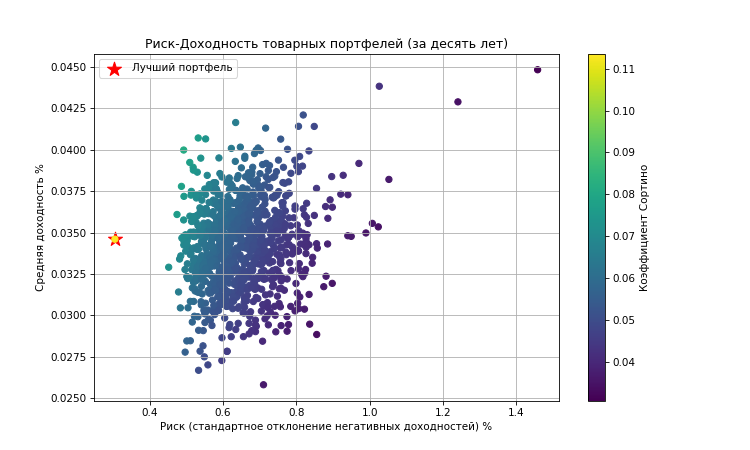 Риск-Доходность товарных портфелей (за десять лет)
Лучший портфель
Средняя доходность %
0.0450
0.0425
0.0400
0.0375
0.0350
0.0325
0.0300
0.0275
0.0250
0.4 0.6 0.8 1.0 1.2 1.4
Риск (стандартное отклонение негативных доходностей) %
0.11
0.10
0.09
0.08
0.07
0.06
0.05
0.04
Коэффициент Сортино